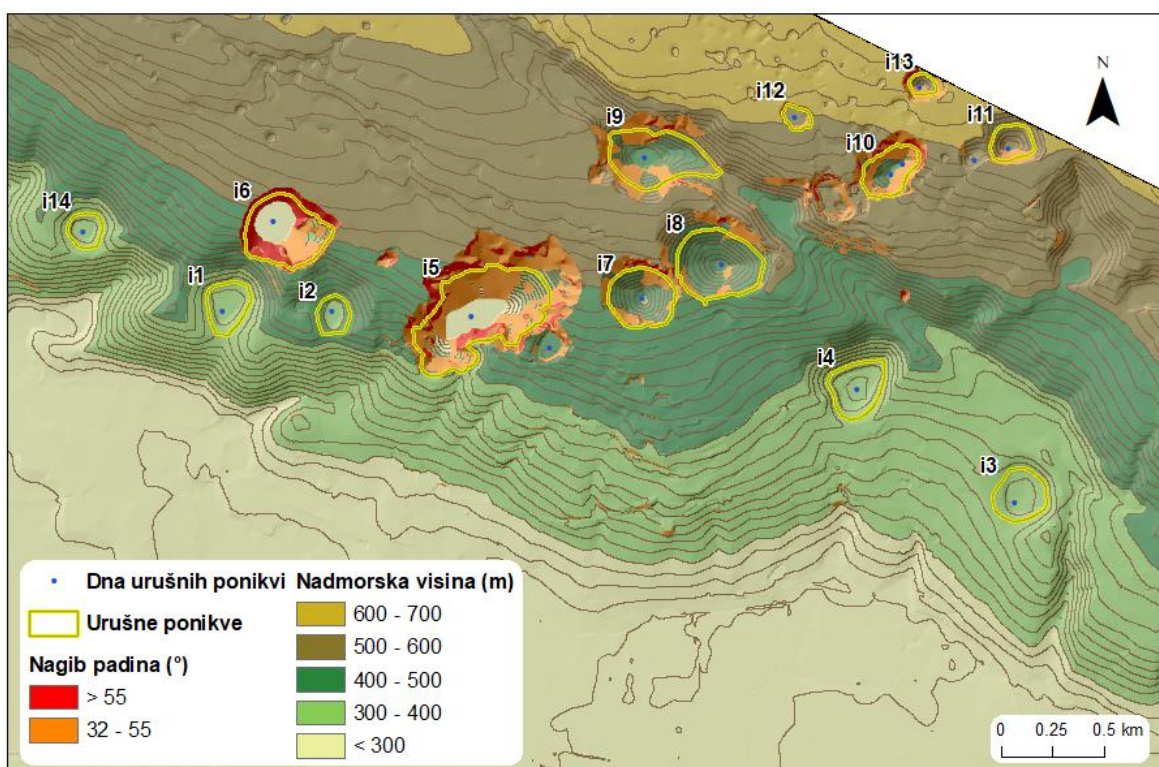 i13
N
i12
i11
i9
i10
i6
i14
i8
i5
i7
i1
i2
i4
i3
Dna urušnih ponikvi
Urušne ponikve
Nagib padina (°)
> 55
32 - 55
Nadmorska visina (m)
600 - 700
500 - 600
400 - 500
300 - 400
< 300
0 0.25 0.5 km